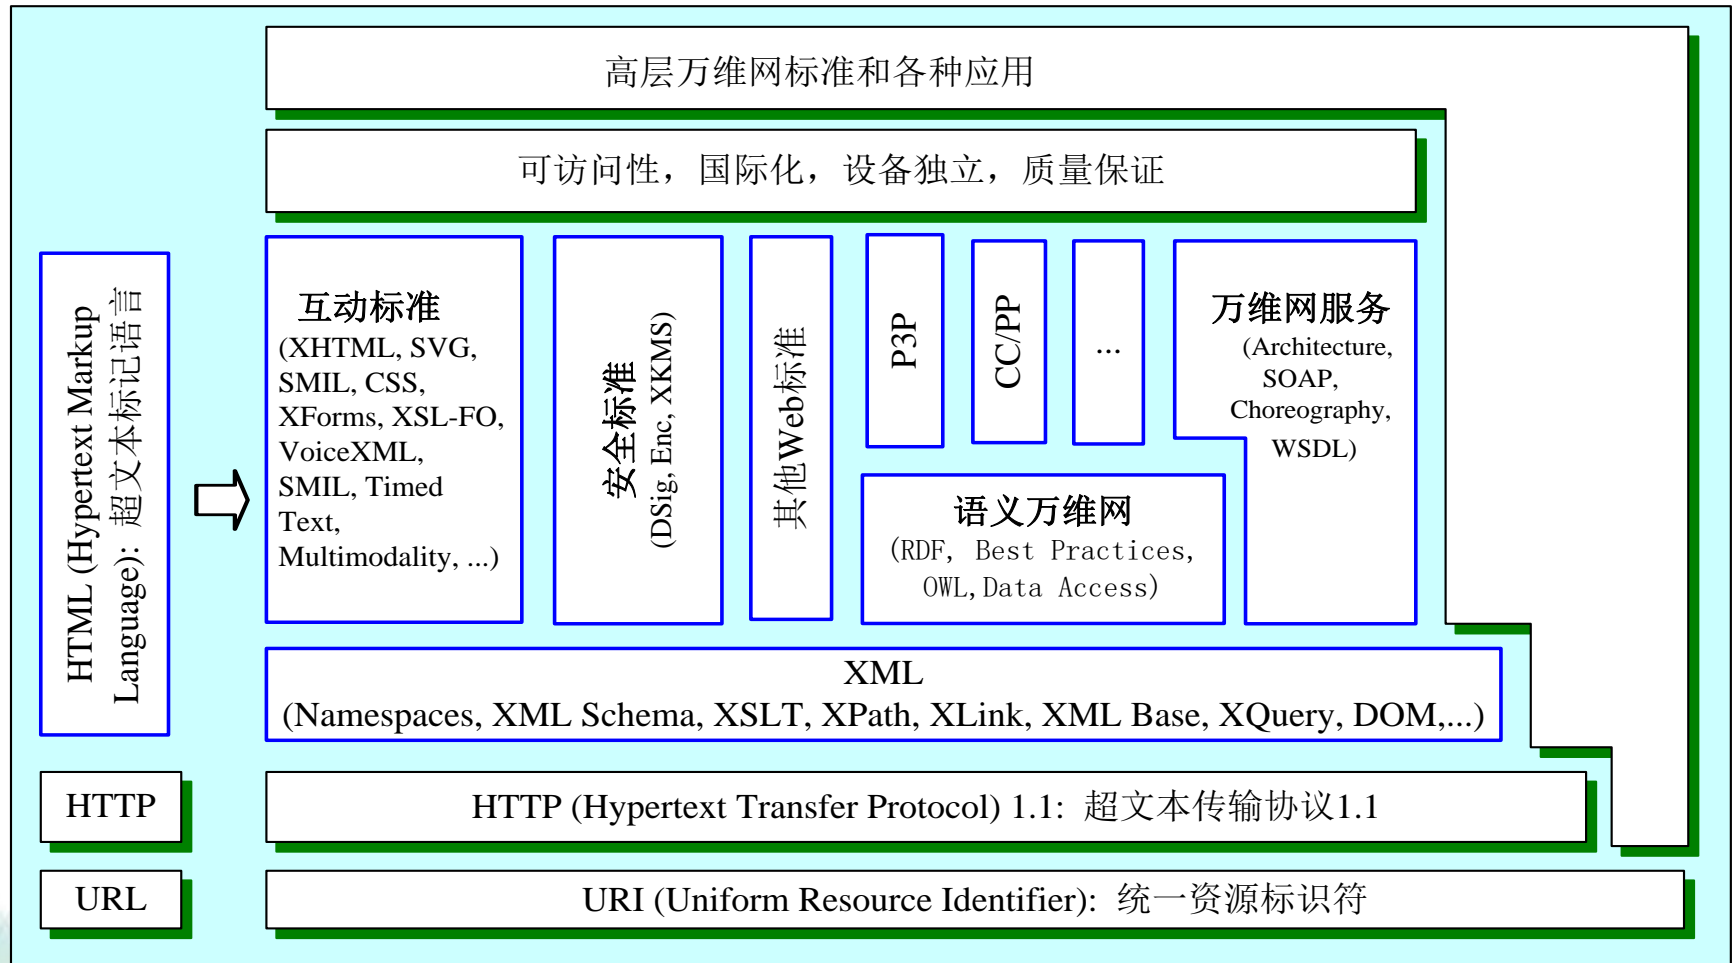 高层万维网标准和各种应用
可访问性，国际化，设备独立，质量保证
HTML (Hypertext Markup
Language): 超文本标记语言
互动标准
(XHTML, SVG,
SMIL, CSS,
XForms, XSL-FO,
VoiceXML,
SMIL, Timed
Text,
Multimodality, ...)
安全标准
(DSig, Enc, XKMS)
其他Web标准
P3P
CC/PP
...
万维网服务
(Architecture,
SOAP,
Choreography,
WSDL)
语义万维网
(RDF, Best Practices,
OWL,Data Access)
XML
(Namespaces, XML Schema, XSLT, XPath, XLink, XML Base, XQuery, DOM,...)
HTTP
HTTP (Hypertext Transfer Protocol) 1.1: 超文本传输协议1.1
URL
URI (Uniform Resource Identifier): 统一资源标识符